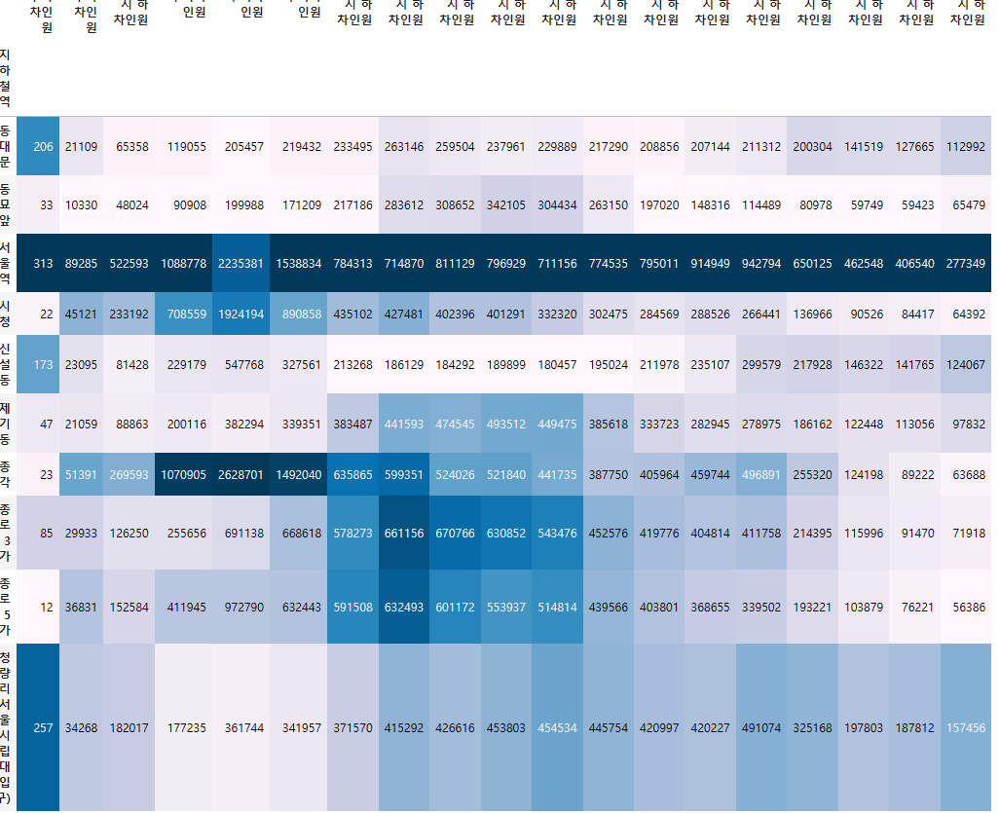 차인 차인 시 하 인원 인원 인원 시 하 시 하 시 하 시 하 시 하 시 하 시 하 시 하 시 하 시 하 시 하 시 하 시 하
원 원 차인원 차인원 차인원 차인원 차인원 차인원 차인원 차인원 차인원 차인원 차인원 차인원 차인원 차인원
지하철역
동대문 206 21109 65358 119055 205457 219432 233495 263146 259504 237961 229889 217290 208856 207144 211312 200304 141519 127665 112992
동묘앞 33 10330 48024 90908 199988 171209 217186 283612 308652 342105 304434 263150 197020 148316 114489 80978 59749 59423 65479
서울역 313 89285 522593 1088778 2235381 1538834 784313 714870 811129 796929 711156 774535 795011 914949 942794 650125 462548 406540 277349
시청 22 45121 233192 708559 1924194 890858 435102 427481 402396 401291 332320 302475 284569 288526 266441 136966 90526 84417 64392
신설동 173 23095 81428 229179 547768 327561 213268 186129 184292 189899 180457 195024 211978 235107 299579 217928 146322 141765 124067
제기동 47 21059 88863 200116 382294 339351 383487 441593 474545 493512 449475 385618 333723 282945 278975 186162 122448 113056 97832
종각 23 51391 269593 1070905 2628701 1492040 635865 599351 524026 521840 441735 387750 405964 459744 496891 255320 124198 89222 63688
종로3가 85 29933 126250 255656 691138 668618 578273 661156 670766 630852 543476 452576 419776 404814 411758 214395 115996 91470 71918
종로5가 12 36831 152584 411945 972790 632443 591508 632493 601172 553937 514814 439566 403801 368655 339502 193221 103879 76221 56386
청량리서울시립대입구) 257 34268 182017 177235 361744 341957 371570 415292 426616 453803 454534 445754 420997 420227 491074 325168 197803 187812 157456